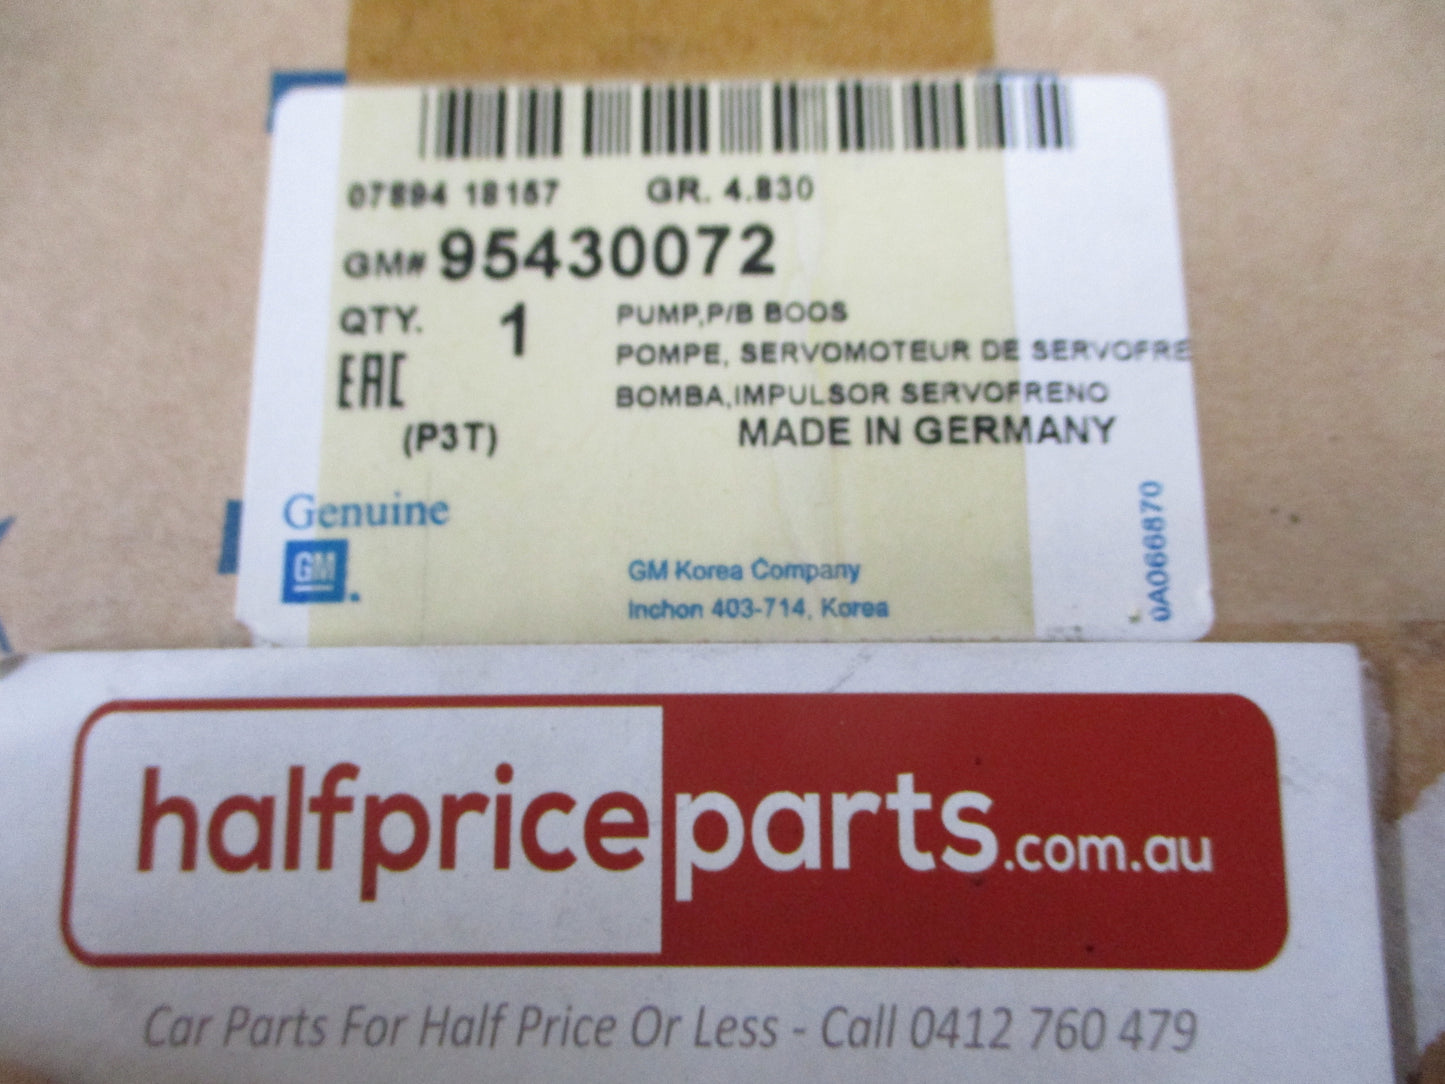 07894 18157 GR. 4.830
GM# 95430072
QTY. 1 PUMP,P/B BOOS
POMPE, SERVOMOTEUR DE SERVOFRE
EAC BOMBA,IMPULSOR SERVOFRENO
(P3T) MADE IN GERMANY
Genuine
GM
GM Korea Company
Inchon 403-714, Korea
0A066870
halfpriceparts.com.au
Car Parts For Half Price Or Less - Call 0412 760 479